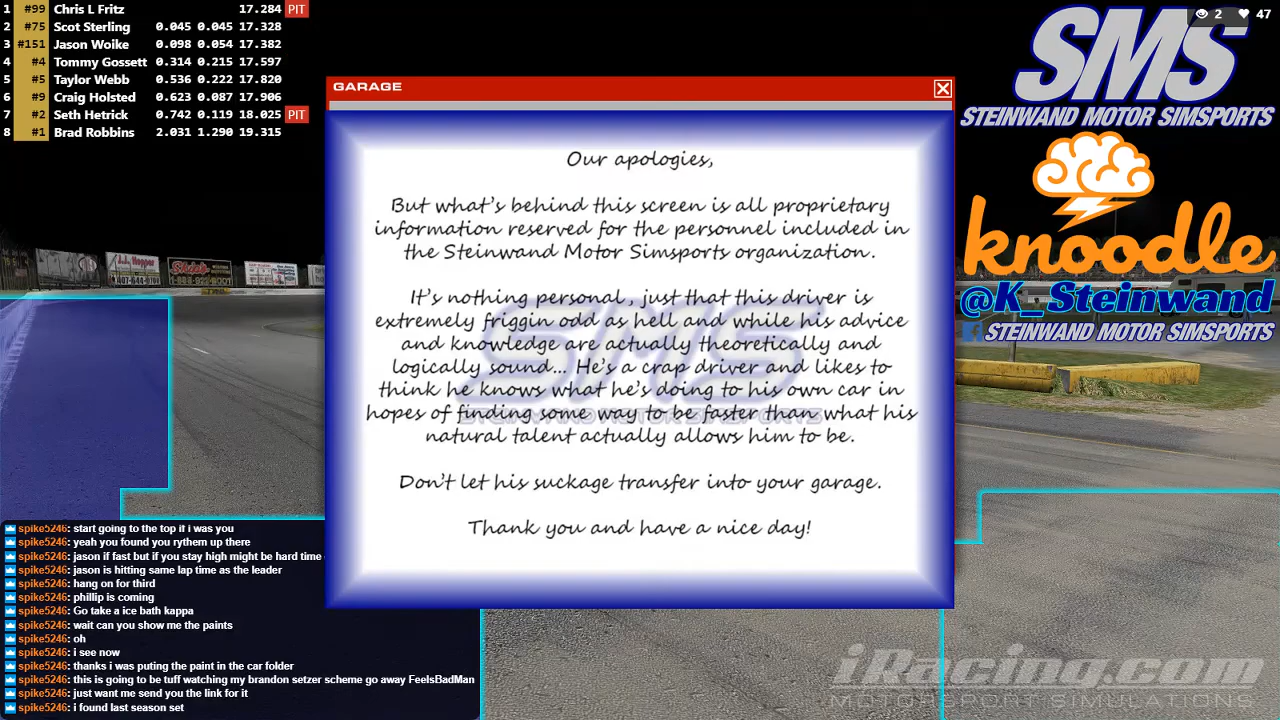 1 #99 Chris L Fritz 17.284 PIT
2 #75 Scot Sterling 0.045 0.045 17.328
3 #151 Jason Woike 0.098 0.054 17.382
4 #4 Tommy Gossett 0.314 0.215 17.597
5 #5 Taylor Webb 0.536 0.222 17.820
6 #9 Craig Holsted 0.623 0.087 17.906
7 #2 Seth Hetrick 0.742 0.119 18.025 PIT
8 #1 Brad Robbins 2.031 1.290 19.315
GARAGE
Our apologies,
But what's behind this screen is all proprietary
information reserved for the personnel included in
the Steinwand Motor Simsports organization.
It's nothing personal, just that this driver is
extremely friggin odd as hell and while his advice
and knowledge are actually theoretically and
logically sound... He's a crap driver and likes to
think he knows what he's doing to his own car in
hopes of finding some way to be faster than what his
natural talent actually allows him to be.
Don't let his suckage transfer into your garage.
Thank you and have a nice day!
SMS
STEINWAND MOTOR SIMSPORTS
2 47
SMS
STEINWAND MOTOR SIMSPORTS
knoodle
@K_Steinwand
STEINWAND MOTOR SIMSPORTS
spike5246: start going to the top if i was you
spike5246: yeah you found you rythem up there
spike5246: jason if fast but if you stay high might be hard time
spike5246: jason is hitting same lap time as the leader
spike5246: hang on for third
spike5246: phillip is coming
spike5246: Go take a ice bath kappa
spike5246: wait can you show me the paints
spike5246: oh
spike5246: i see now
spike5246: thanks i was puting the paint in the car folder
spike5246: this is going to be tuff watching my brandon setzer scheme go away FeelsBadMan
spike5246: just want me send you the link for it
spike5246: i found last season set
iRacing.com
MOTORSPORT SIMULATIONS